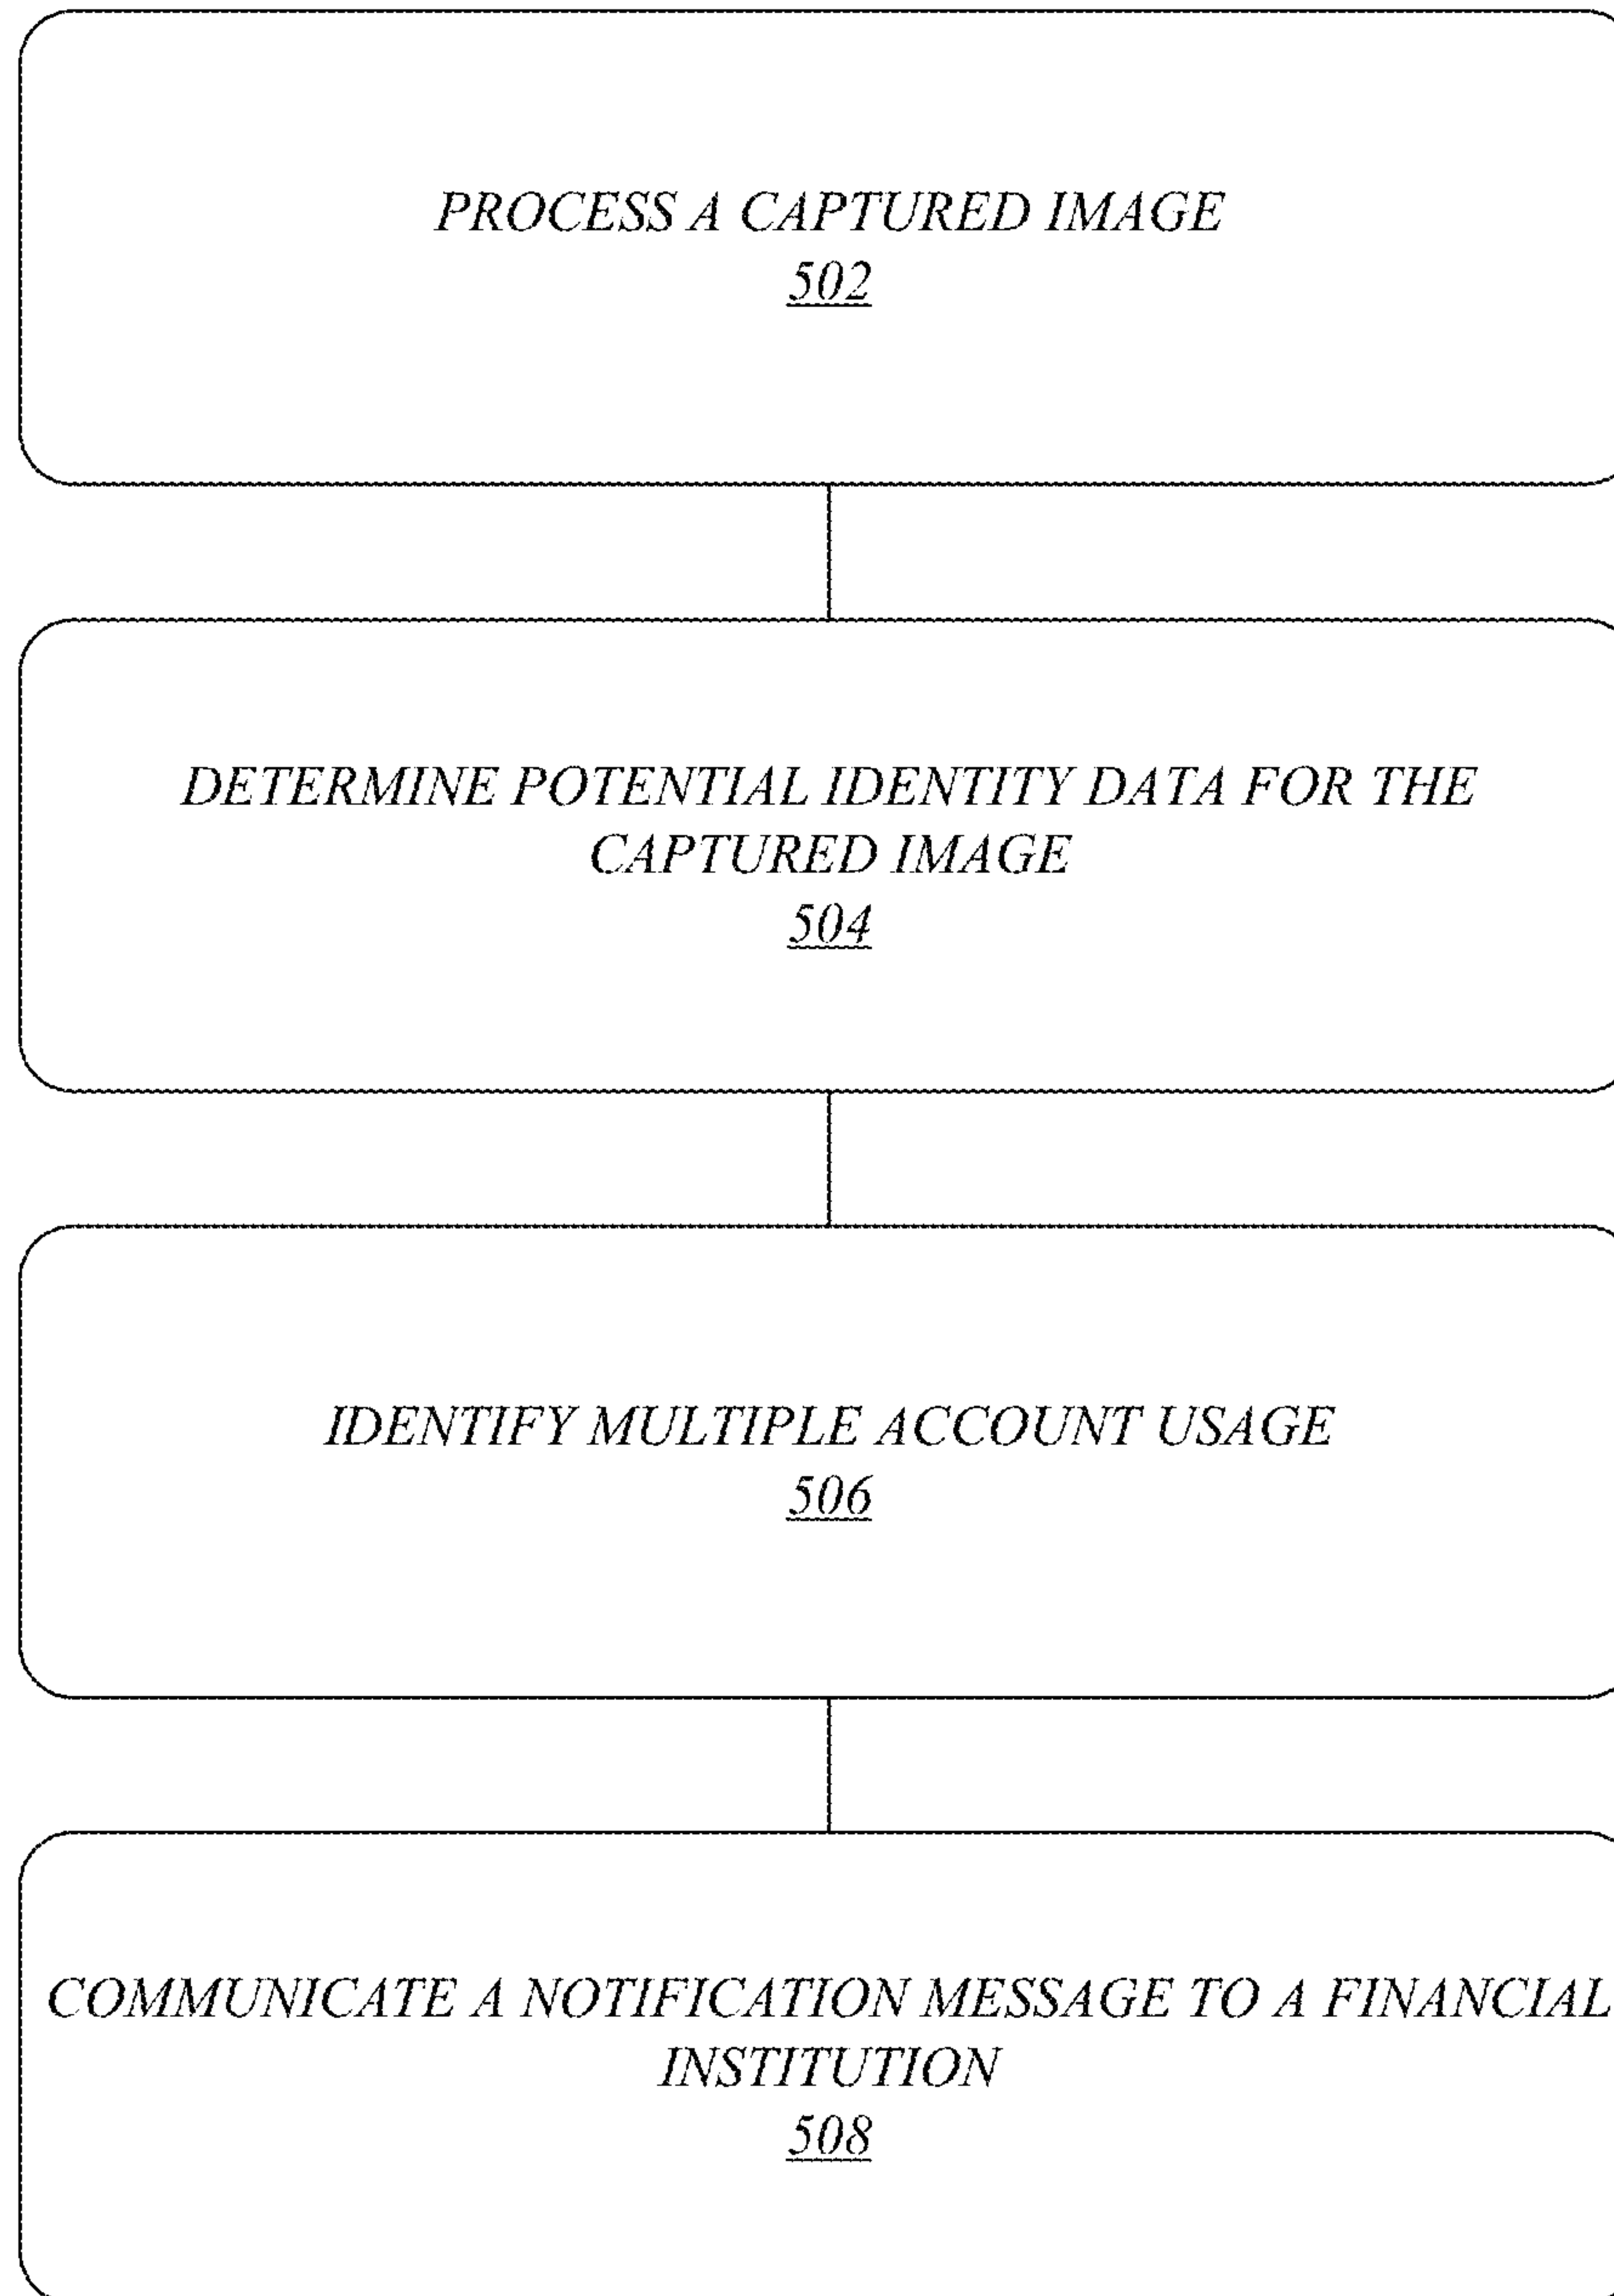 PROCESS A CAPTURED IMAGE
502
DETERMINE POTENTIAL IDENTITY DATA FOR THE
CAPTURED IMAGE
504
IDENTIFY MULTIPLE ACCOUNT USAGE
506
COMMUNICATE A NOTIFICATION MESSAGE TO A FINANCIAL
INSTITUTION
508